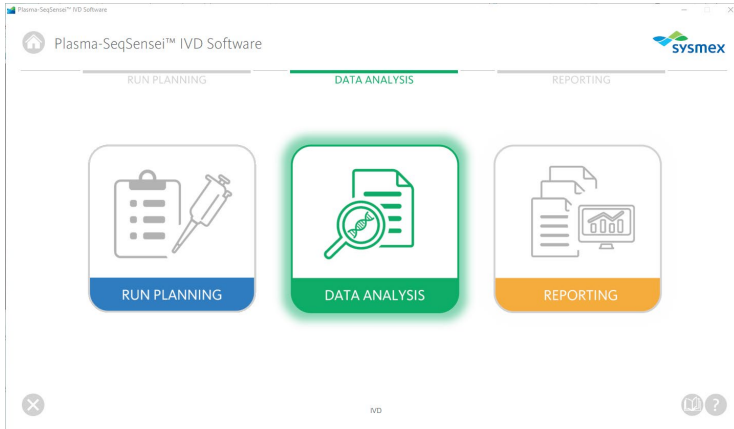 Plasma-SeqSensei™ IVD Software
Plasma-SeqSensei™ IVD Software
sysmex
RUN PLANNING
DATA ANALYSIS
REPORTING
RUN PLANNING
DATA ANALYSIS
REPORTING
IVD
?